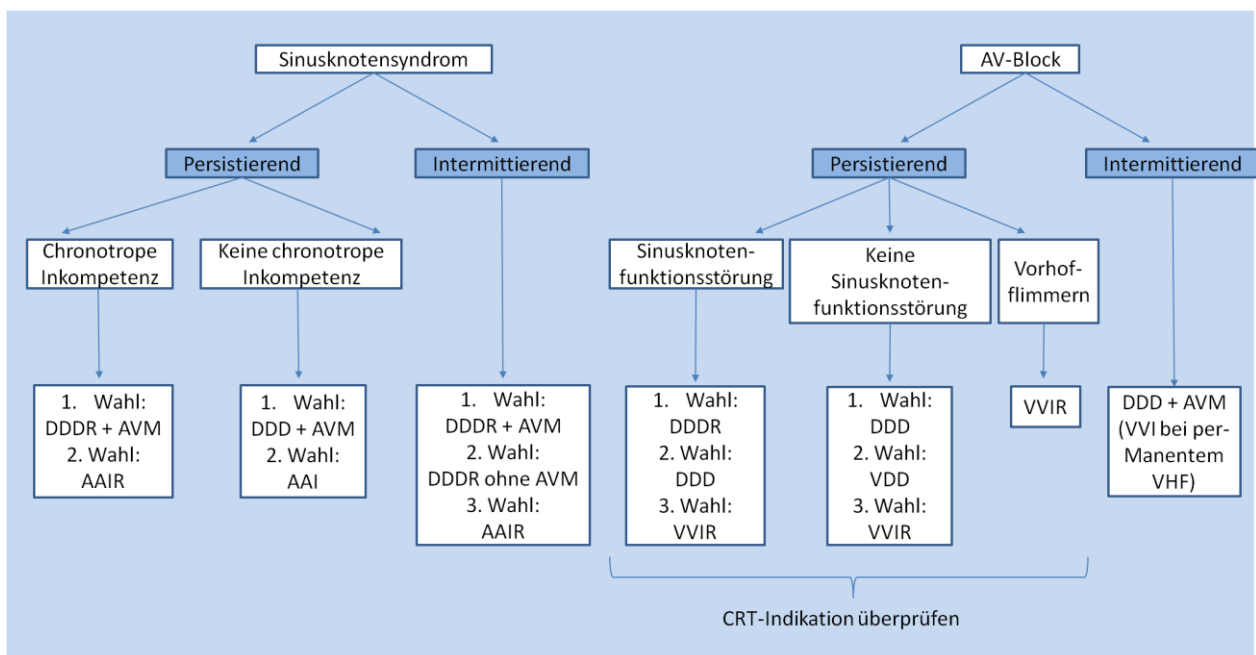 Sinusknotensyndrom
AV-Block
Persistierend
Intermittierend
Persistierend
Intermittierend
Chronotrope
Inkompetenz
Keine chronotrope
Inkompetenz
Sinusknoten-
funktionsstörung
Keine
Sinusknoten-
funktionsstörung
Vorhof-
flimmern
1. Wahl:
DDDR + AVM
2. Wahl:
AAIR
1. Wahl:
DDD + AVM
2. Wahl:
AAI
1. Wahl:
DDDR + AVM
2. Wahl:
DDDR ohne AVM
3. Wahl:
AAIR
1. Wahl:
DDDR
2. Wahl:
DDD
3. Wahl:
VVIR
1. Wahl:
DDD
2. Wahl:
VDD
3. Wahl:
VVIR
VVIR
DDD + AVM
(VVI bei per-
Manentem
VHF)
CRT-Indikation überprüfen